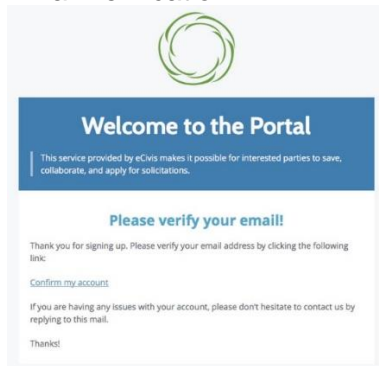 Welcome to the Portal
This service provided by eCivis makes it possible for interested parties to save,
collaborate, and apply for solicitations.
Please verify your email!
Thank you for signing up. Please verify your email address by clicking the following
link:
Confirm my account
If you are having any issues with your account, please don't hesitate to contact us by
replying to this mail.
Thanks!